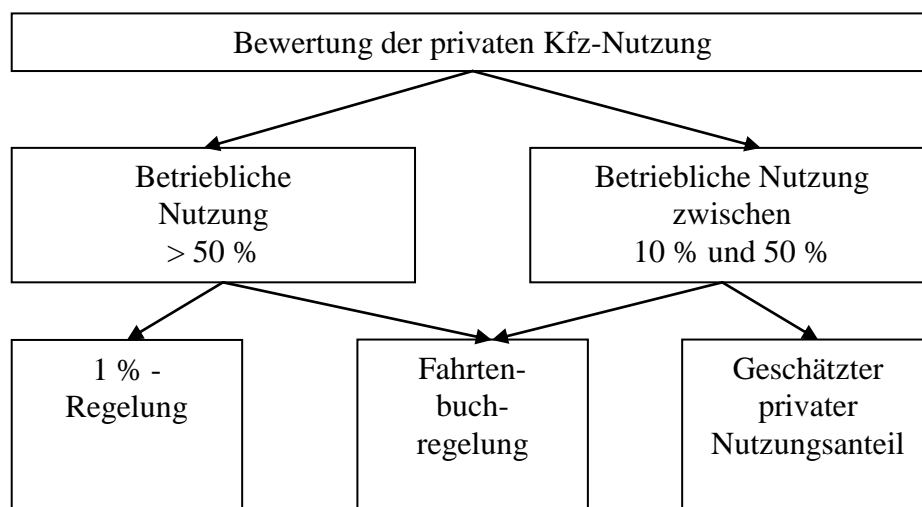 Bewertung der privaten Kfz-Nutzung
Betriebliche
Nutzung
> 50 %
Betriebliche Nutzung
zwischen
10 % und 50 %
1 % -
Regelung
Fahrten-
buch-
regelung
Geschätzter
privater
Nutzungsanteil